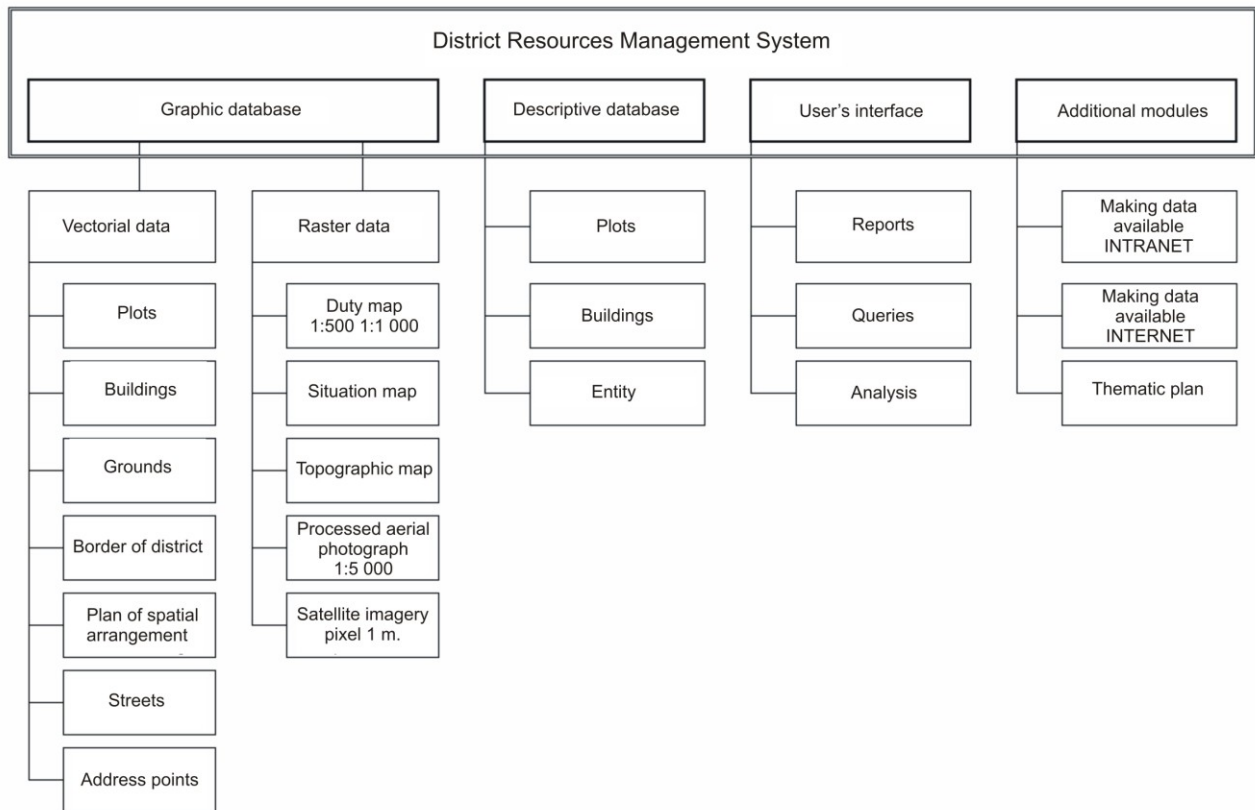 District Resources Management System
Graphic database
Descriptive database
User's interface
Additional modules
Vectorial data
Raster data
Plots
Reports
Making data
available
INTRANET
Plots
Duty map
1:500 1:1 000
Buildings
Queries
Making data
available
INTERNET
Buildings
Situation map
Entity
Analysis
Thematic plan
Grounds
Topographic map
Border of district
Processed aerial
photograph
1:5 000
Plan of spatial
arrangement
Satellite imagery
pixel 1 m.
Streets
Address points